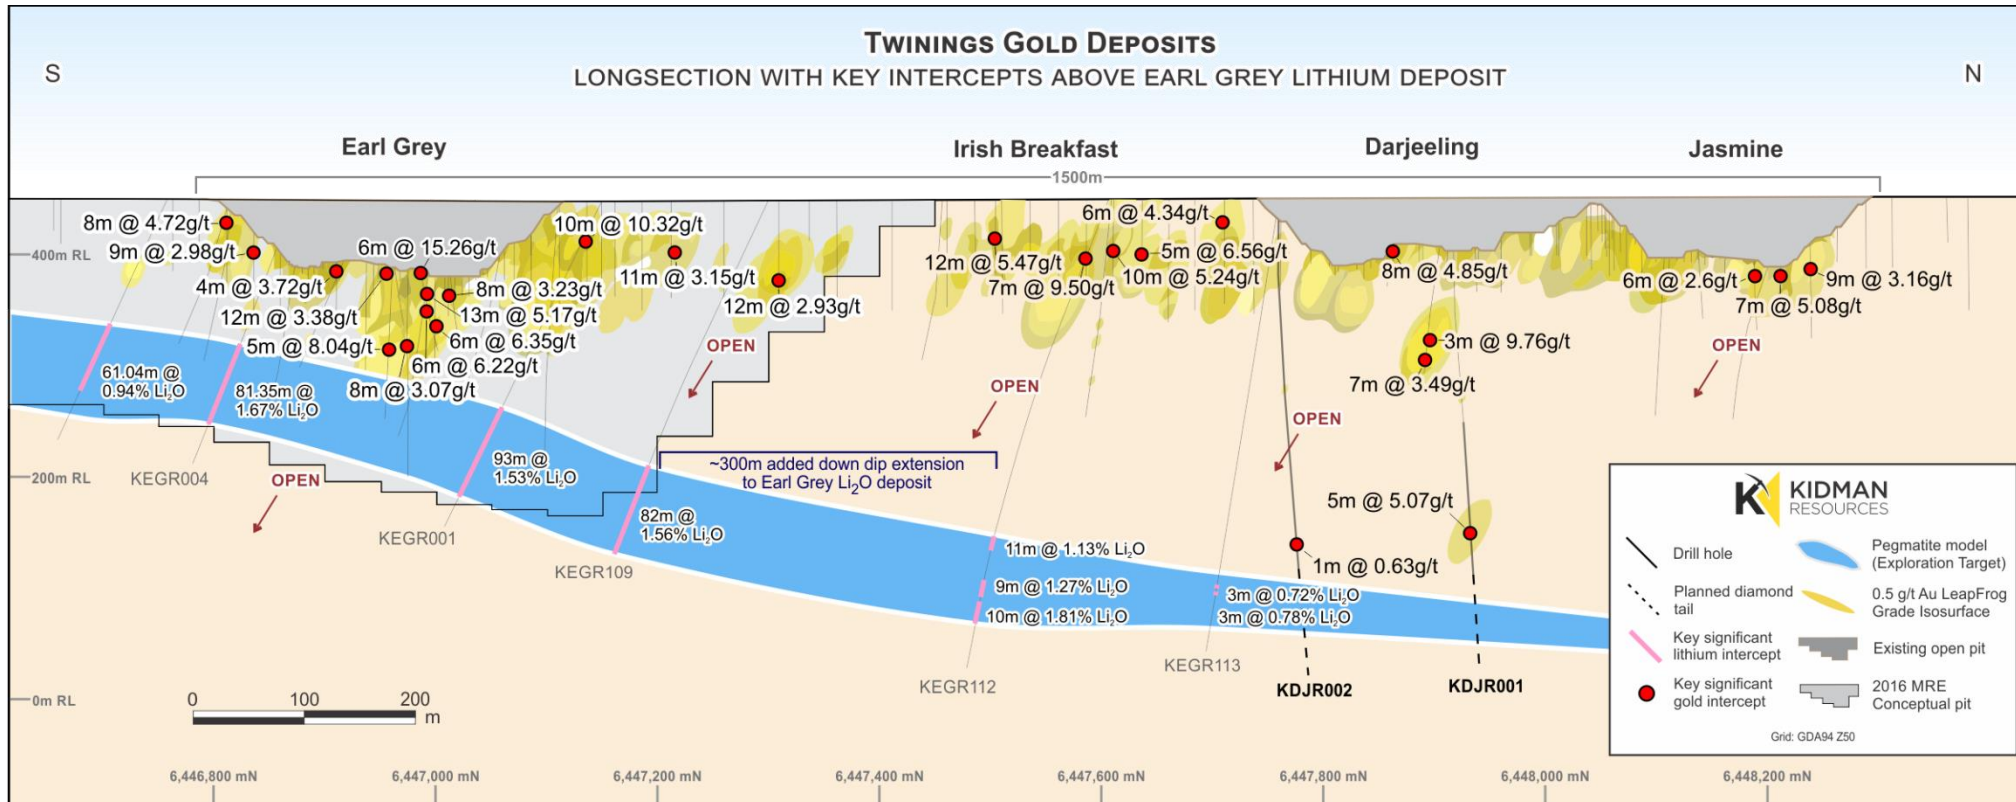 TWININGS GOLD DEPOSITS
LONGSECTION WITH KEY INTERCEPTS ABOVE EARL GREY LITHIUM DEPOSIT
S
N
Earl Grey
Irish Breakfast
Darjeeling
Jasmine
1500m
8m @ 4.72g/t
9m @ 2.98g/t
4m @ 3.72g/t
12m @ 3.38g/t
5m @ 8.04g/t
8m @ 3.07g/t
6m @ 15.26g/t
8m @ 3.23g/t
13m @ 5.17g/t
6m @ 6.35g/t
6m @ 6.22g/t
10m @ 10.32g/t
11m @ 3.15g/t
12m @ 2.93g/t
6m @ 4.34g/t
12m @ 5.47g/t
7m @ 9.50g/t
5m @ 6.56g/t
10m @ 5.24g/t
8m @ 4.85g/t
3m @ 9.76g/t
7m @ 3.49g/t
6m @ 2.6g/t
9m @ 3.16g/t
7m @ 5.08g/t
5m @ 5.07g/t
1m @ 0.63g/t
400m RL
200m RL
0m RL
OPEN
OPEN
OPEN
OPEN
OPEN
61.04m @
0.94% Li₂O
81.35m @
1.67% Li₂O
93m @
1.53% Li₂O
82m @
1.56% Li₂O
~300m added down dip extension
to Earl Grey Li₂O deposit
11m @ 1.13% Li₂O
9m @ 1.27% Li₂O
10m @ 1.81% Li₂O
3m @ 0.72% Li₂O
3m @ 0.78% Li₂O
KEGR004
KEGR001
KEGR109
KEGR112
KEGR113
KDJR002
KDJR001
0
100
200
m
KIDMAN
RESOURCES
Drill hole
Planned diamond
tail
Key significant
lithium intercept
Key significant
gold intercept
Pegmatite model
(Exploration Target)
0.5 g/t Au LeapFrog
Grade Isosurface
Existing open pit
2016 MRE
Conceptual pit
Grid: GDA94 Z50
6,446,800 mN
6,447,000 mN
6,447,200 mN
6,447,400 mN
6,447,600 mN
6,447,800 mN
6,448,000 mN
6,448,200 mN